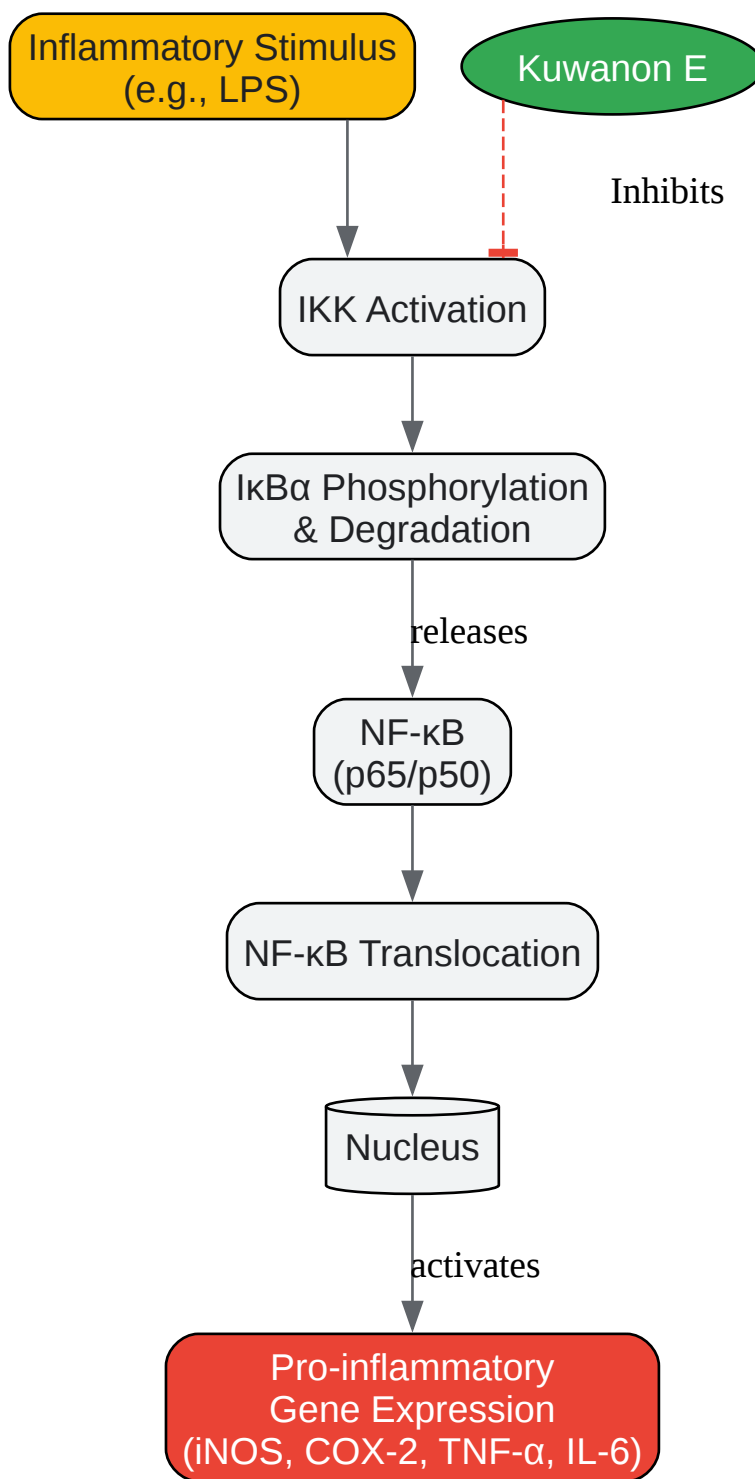 Inflammatory Stimulus
(e.g., LPS)
Kuwanon E
Inhibits
IKK Activation
IκBα Phosphorylation
& Degradation
releases
NF-κB
(p65/p50)
NF-κB Translocation
Nucleus
activates
Pro-inflammatory
Gene Expression
(iNOS, COX-2, TNF-α, IL-6)